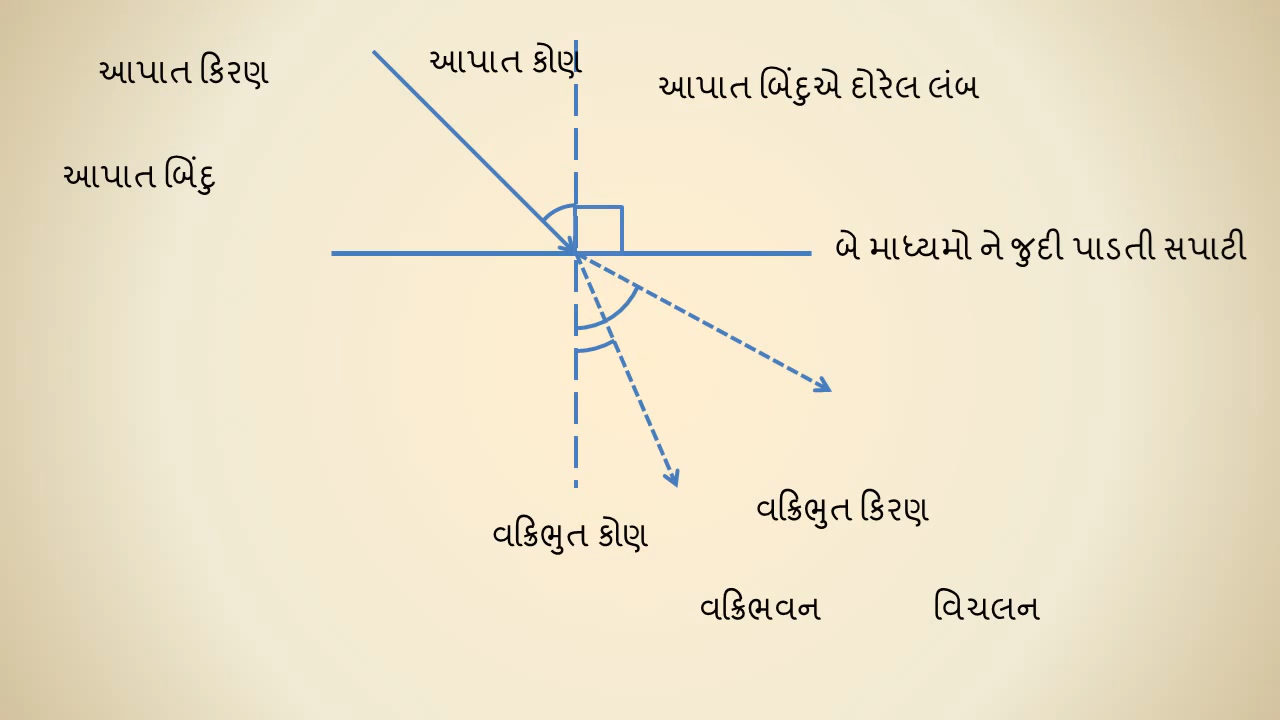 આપાત કિરણ
આપાત કોણ
આપાત બિંદુએ દોરેલ લંબ
આપાત બિંદુ
બે માધ્યમો ને જુદી પાડતી સપાટી
વક્રિભુત કિરણ
વક્રિભુત કોણ
વક્રિભવન
વિચલન